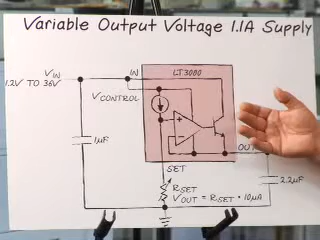 Variable Output Voltage 1.1A Supply
VIN
1.2V TO 36V
IN
LT3080
VCONTROL
+
-
1µF
OUT
SET
RSET
VOUT = RSET • 10µA
2.2µF